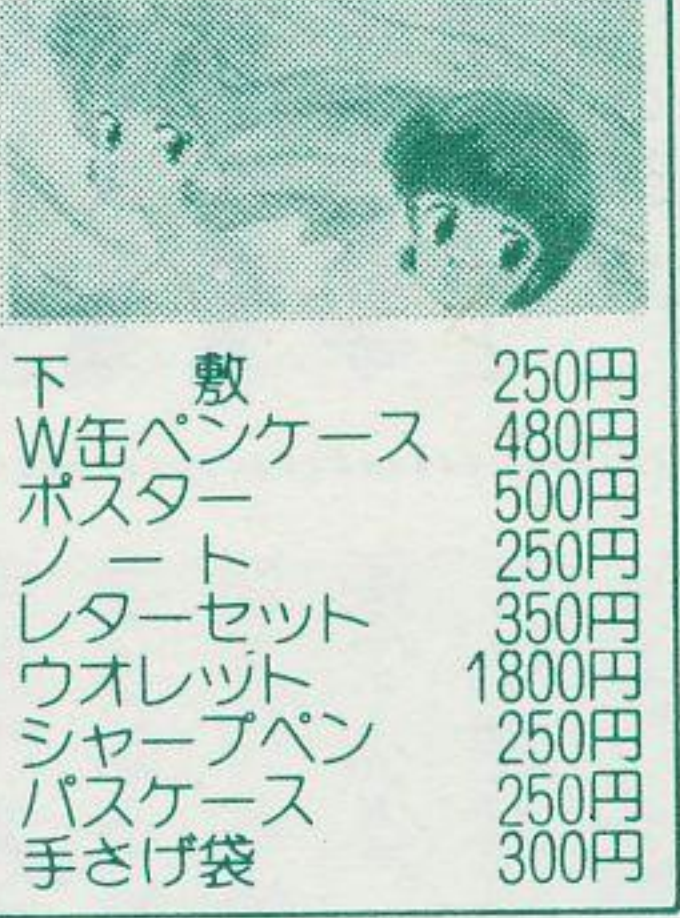 下敷 250円
W缶ペンケース 480円
ポスター 500円
ノート 250円
レターセット 350円
ウオレット 1800円
シャープペン 250円
パスケース 250円
手さげ袋 300円